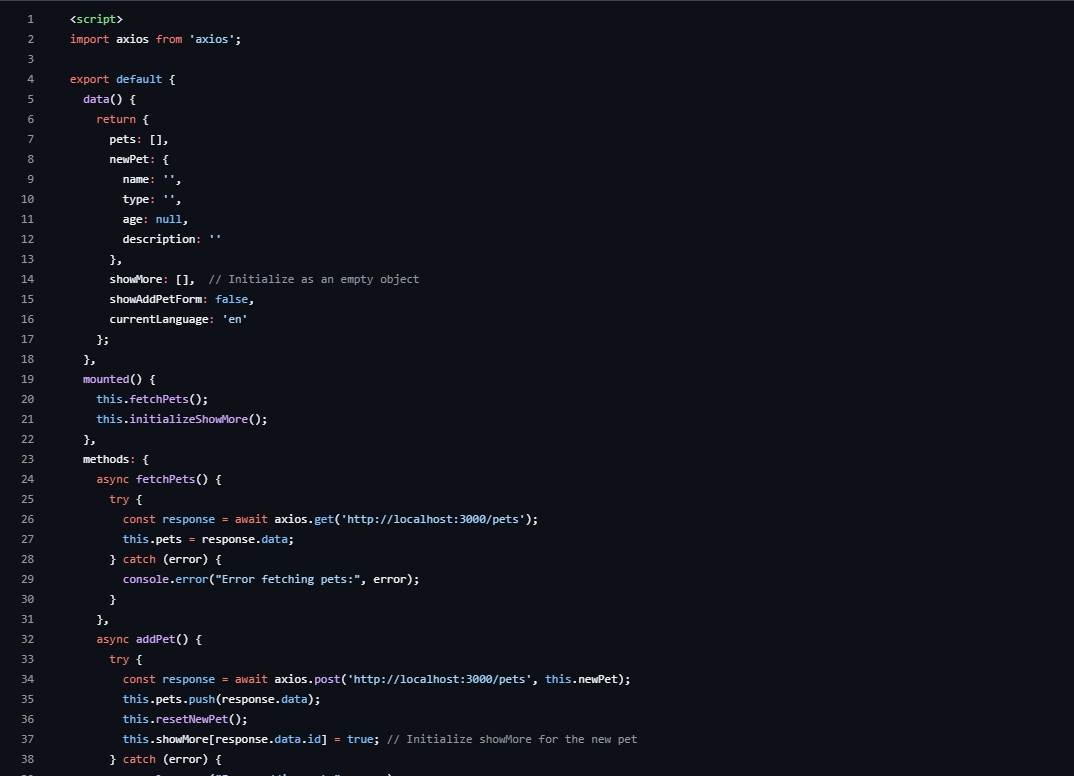 1 <script>
2 import axios from 'axios';
3
4 export default {
5 data() {
6 return {
7 pets: [],
8 newPet: {
9 name: '',
10 type: '',
11 age: null,
12 description: ''
13 },
14 showMore: [], // Initialize as an empty object
15 showAddPetForm: false,
16 currentLanguage: 'en'
17 };
18 },
19 mounted() {
20 this.fetchPets();
21 this.initializeShowMore();
22 },
23 methods: {
24 async fetchPets() {
25 try {
26 const response = await axios.get('http://localhost:3000/pets');
27 this.pets = response.data;
28 } catch (error) {
29 console.error("Error fetching pets:", error);
30 }
31 },
32 async addPet() {
33 try {
34 const response = await axios.post('http://localhost:3000/pets', this.newPet);
35 this.pets.push(response.data);
36 this.resetNewPet();
37 this.showMore[response.data.id] = true; // Initialize showMore for the new pet
38 } catch (error) {